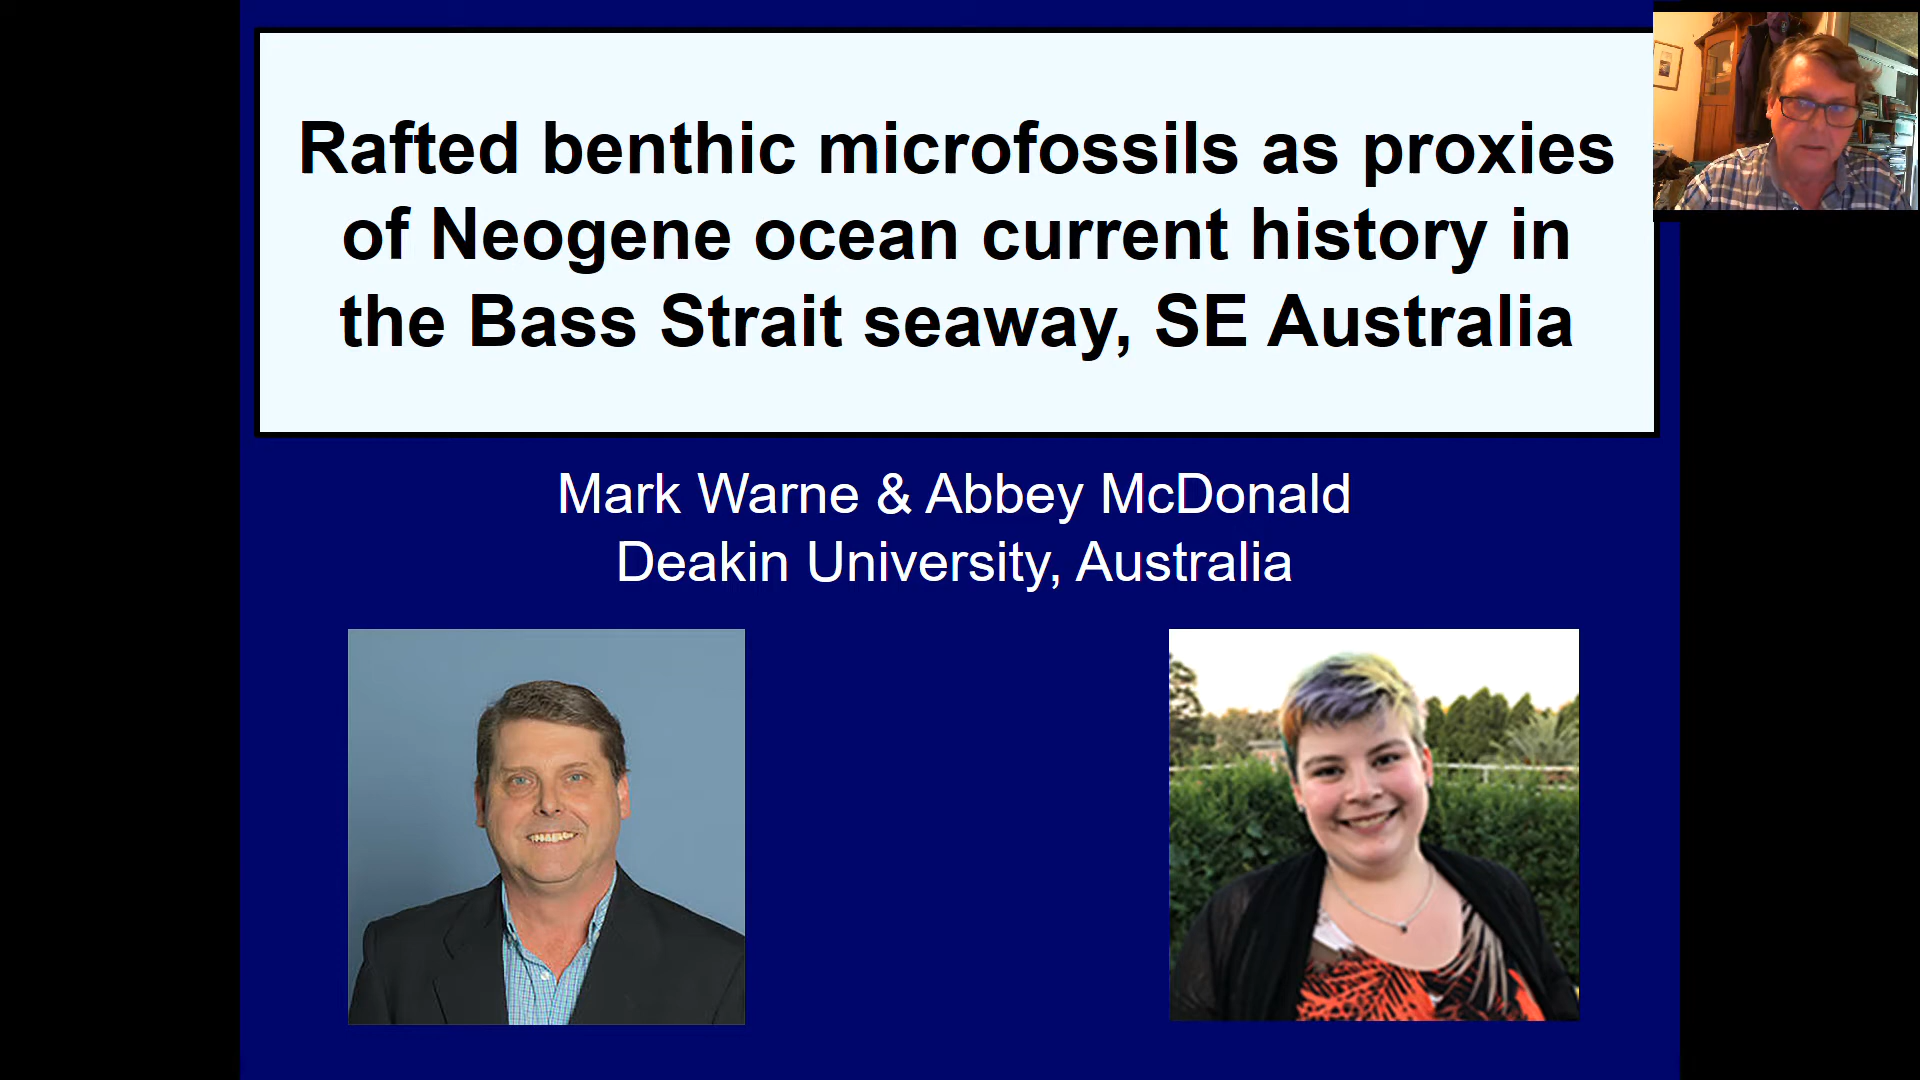 Rafted benthic microfossils as proxies
of Neogene ocean current history in
the Bass Strait seaway, SE Australia
Mark Warne & Abbey McDonald
Deakin University, Australia